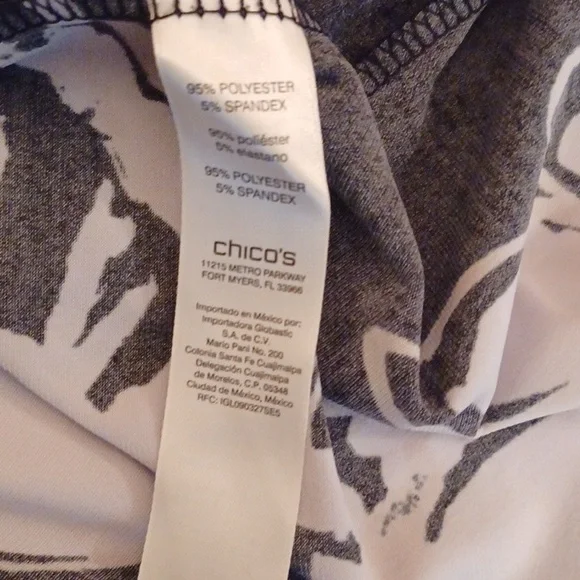 95% POLYESTER
5% SPANDEX
95% poliéster
5% elastano
95% POLYESTER
5% SPANDEX
chico's
11215 METRO PARKWAY
FORT MYERS, FL 33966
Importado en México por:
Importadora Globastic
S.A. de C.V.
Mario Pani No. 200
Colonia Santa Fe Cuajimalpa
Delegación Cuajimalpa
de Morelos, C.P. 05348
Ciudad de México, México
RFC: IGL090327SE5